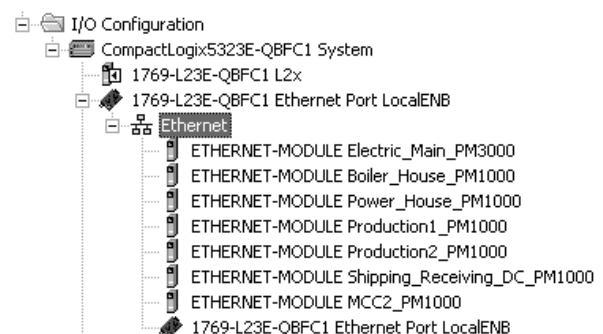 I/O Configuration
CompactLogix5323E-QBFC1 System
1769-L23E-QBFC1 L2x
1769-L23E-QBFC1 Ethernet Port LocalENB
Ethernet
ETHERNET-MODULE Electric_Main_PM3000
ETHERNET-MODULE Boiler_House_PM1000
ETHERNET-MODULE Power_House_PM1000
ETHERNET-MODULE Production1_PM1000
ETHERNET-MODULE Production2_PM1000
ETHERNET-MODULE Shipping_Receiving_DC_PM1000
ETHERNET-MODULE MCC2_PM1000
1769-L23E-QBFC1 Ethernet Port LocalENB